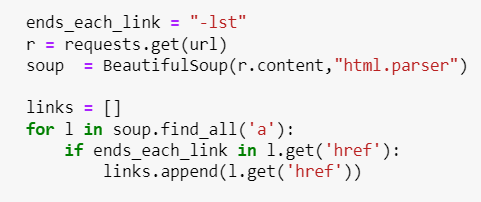 ends_each_link = "-lst"
r = requests.get(url)
soup  = BeautifulSoup(r.content,"html.parser")
links = []
for l in soup.find_all('a'):
    if ends_each_link in l.get('href'):
        links.append(l.get('href'))